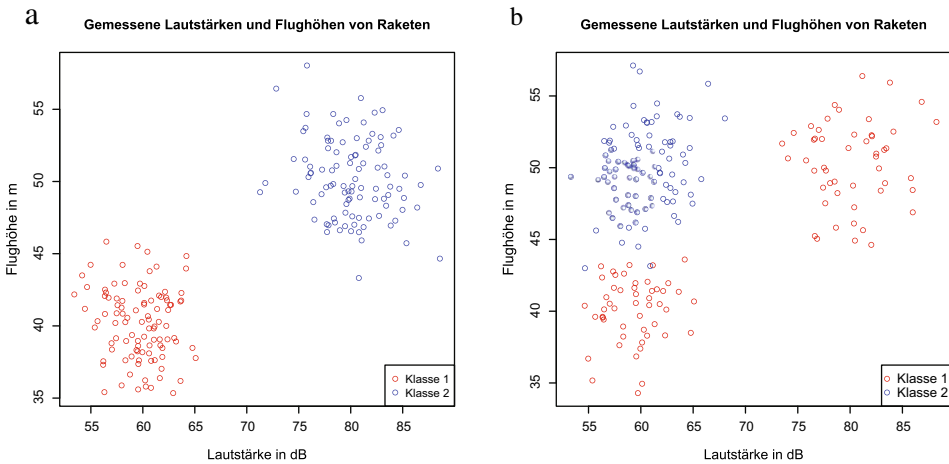 a
Gemessene Lautstärken und Flughöhen von Raketen
Flughöhe in m
55
50
45
40
35
55 60 65 70 75 80 85
Lautstärke in dB
Klasse 1
Klasse 2
b
Gemessene Lautstärken und Flughöhen von Raketen
Flughöhe in m
55
50
45
40
35
55 60 65 70 75 80 85
Lautstärke in dB
Klasse 1
Klasse 2